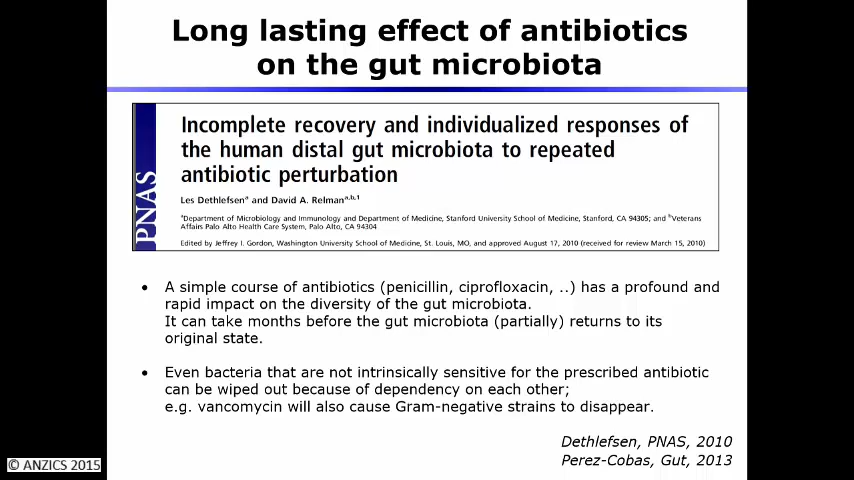 Long lasting effect of antibiotics
on the gut microbiota
PNAS
Incomplete recovery and individualized responses of
the human distal gut microbiota to repeated
antibiotic perturbation
Les Dethlefsenᵃ and David A. Relmanᵃ,ᵇ,¹
ᵃDepartment of Microbiology and Immunology and Department of Medicine, Stanford University School of Medicine, Stanford, CA 94305; and ᵇVeterans
Affairs Palo Alto Health Care System, Palo Alto, CA 94304
Edited by Jeffrey I. Gordon, Washington University School of Medicine, St. Louis, MO, and approved August 17, 2010 (received for review March 15, 2010)
• A simple course of antibiotics (penicillin, ciprofloxacin, ..) has a profound and
rapid impact on the diversity of the gut microbiota.
It can take months before the gut microbiota (partially) returns to its
original state.
• Even bacteria that are not intrinsically sensitive for the prescribed antibiotic
can be wiped out because of dependency on each other;
e.g. vancomycin will also cause Gram-negative strains to disappear.
Dethlefsen, PNAS, 2010
Perez-Cobas, Gut, 2013
© ANZICS 2015